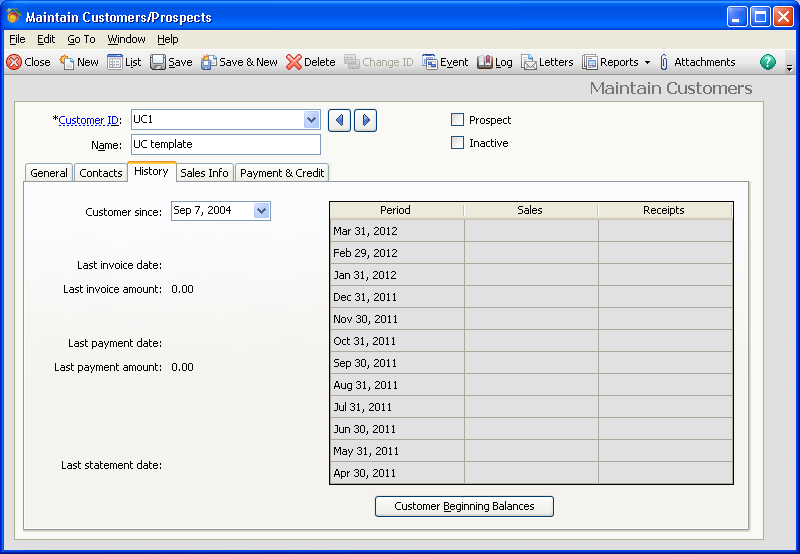 Maintain Customers/Prospects
File Edit Go To Window Help
Close New List Save Save & New Delete Change ID Event Log Letters Reports Attachments ?
Maintain Customers
*Customer ID: UC1 Prospect
Name: UC template Inactive
General Contacts History Sales Info Payment & Credit
Customer since: Sep 7, 2004
Period Sales Receipts
Mar 31, 2012
Feb 29, 2012
Last invoice date:
Jan 31, 2012
Last invoice amount: 0.00
Dec 31, 2011
Nov 30, 2011
Last payment date:
Oct 31, 2011
Last payment amount: 0.00
Sep 30, 2011
Aug 31, 2011
Jul 31, 2011
Jun 30, 2011
May 31, 2011
Last statement date:
Apr 30, 2011
Customer Beginning Balances